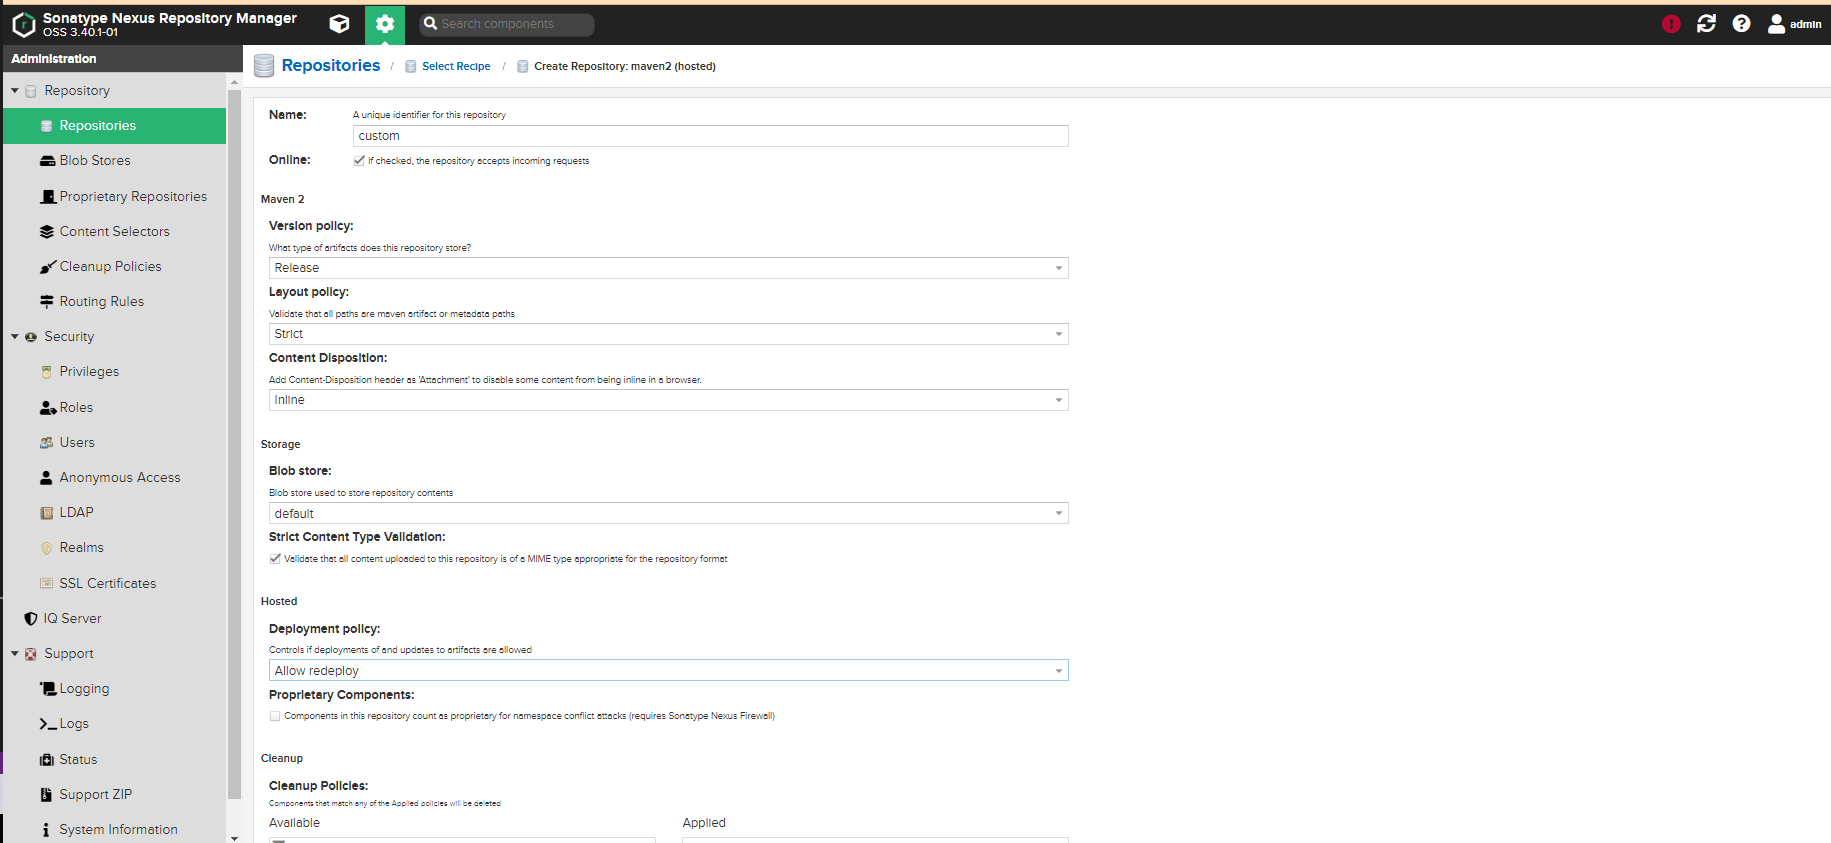 Sonatype Nexus Repository Manager
OSS 3.40.1-01
Search components
admin
Administration
Repository
Repositories
Blob Stores
Proprietary Repositories
Content Selectors
Cleanup Policies
Routing Rules
Security
Privileges
Roles
Users
Anonymous Access
LDAP
Realms
SSL Certificates
IQ Server
Support
Logging
Logs
Status
Support ZIP
System Information
Repositories / Select Recipe / Create Repository: maven2 (hosted)
Name: A unique identifier for this repository
custom
Online: If checked, the repository accepts incoming requests
Maven 2
Version policy:
What type of artifacts does this repository store?
Release
Layout policy:
Validate that all paths are maven artifact or metadata paths
Strict
Content Disposition:
Add Content-Disposition header as 'Attachment' to disable some content from being inline in a browser.
Inline
Storage
Blob store:
Blob store used to store repository contents
default
Strict Content Type Validation:
Validate that all content uploaded to this repository is of a MIME type appropriate for the repository format
Hosted
Deployment policy:
Controls if deployments of and updates to artifacts are allowed
Allow redeploy
Proprietary Components:
Components in this repository count as proprietary for namespace conflict attacks (requires Sonatype Nexus Firewall)
Cleanup
Cleanup Policies:
Components that match any of the Applied policies will be deleted
Available Applied